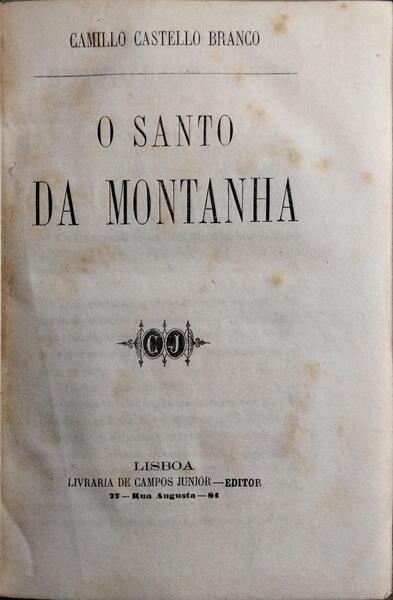 CAMILLO CASTELLO BRANCO
O SANTO
DA MONTANHA
CJ
LISBOA
LIVRARIA DE CAMPOS JUNIOR—EDITOR
77—Rua Augusta—81